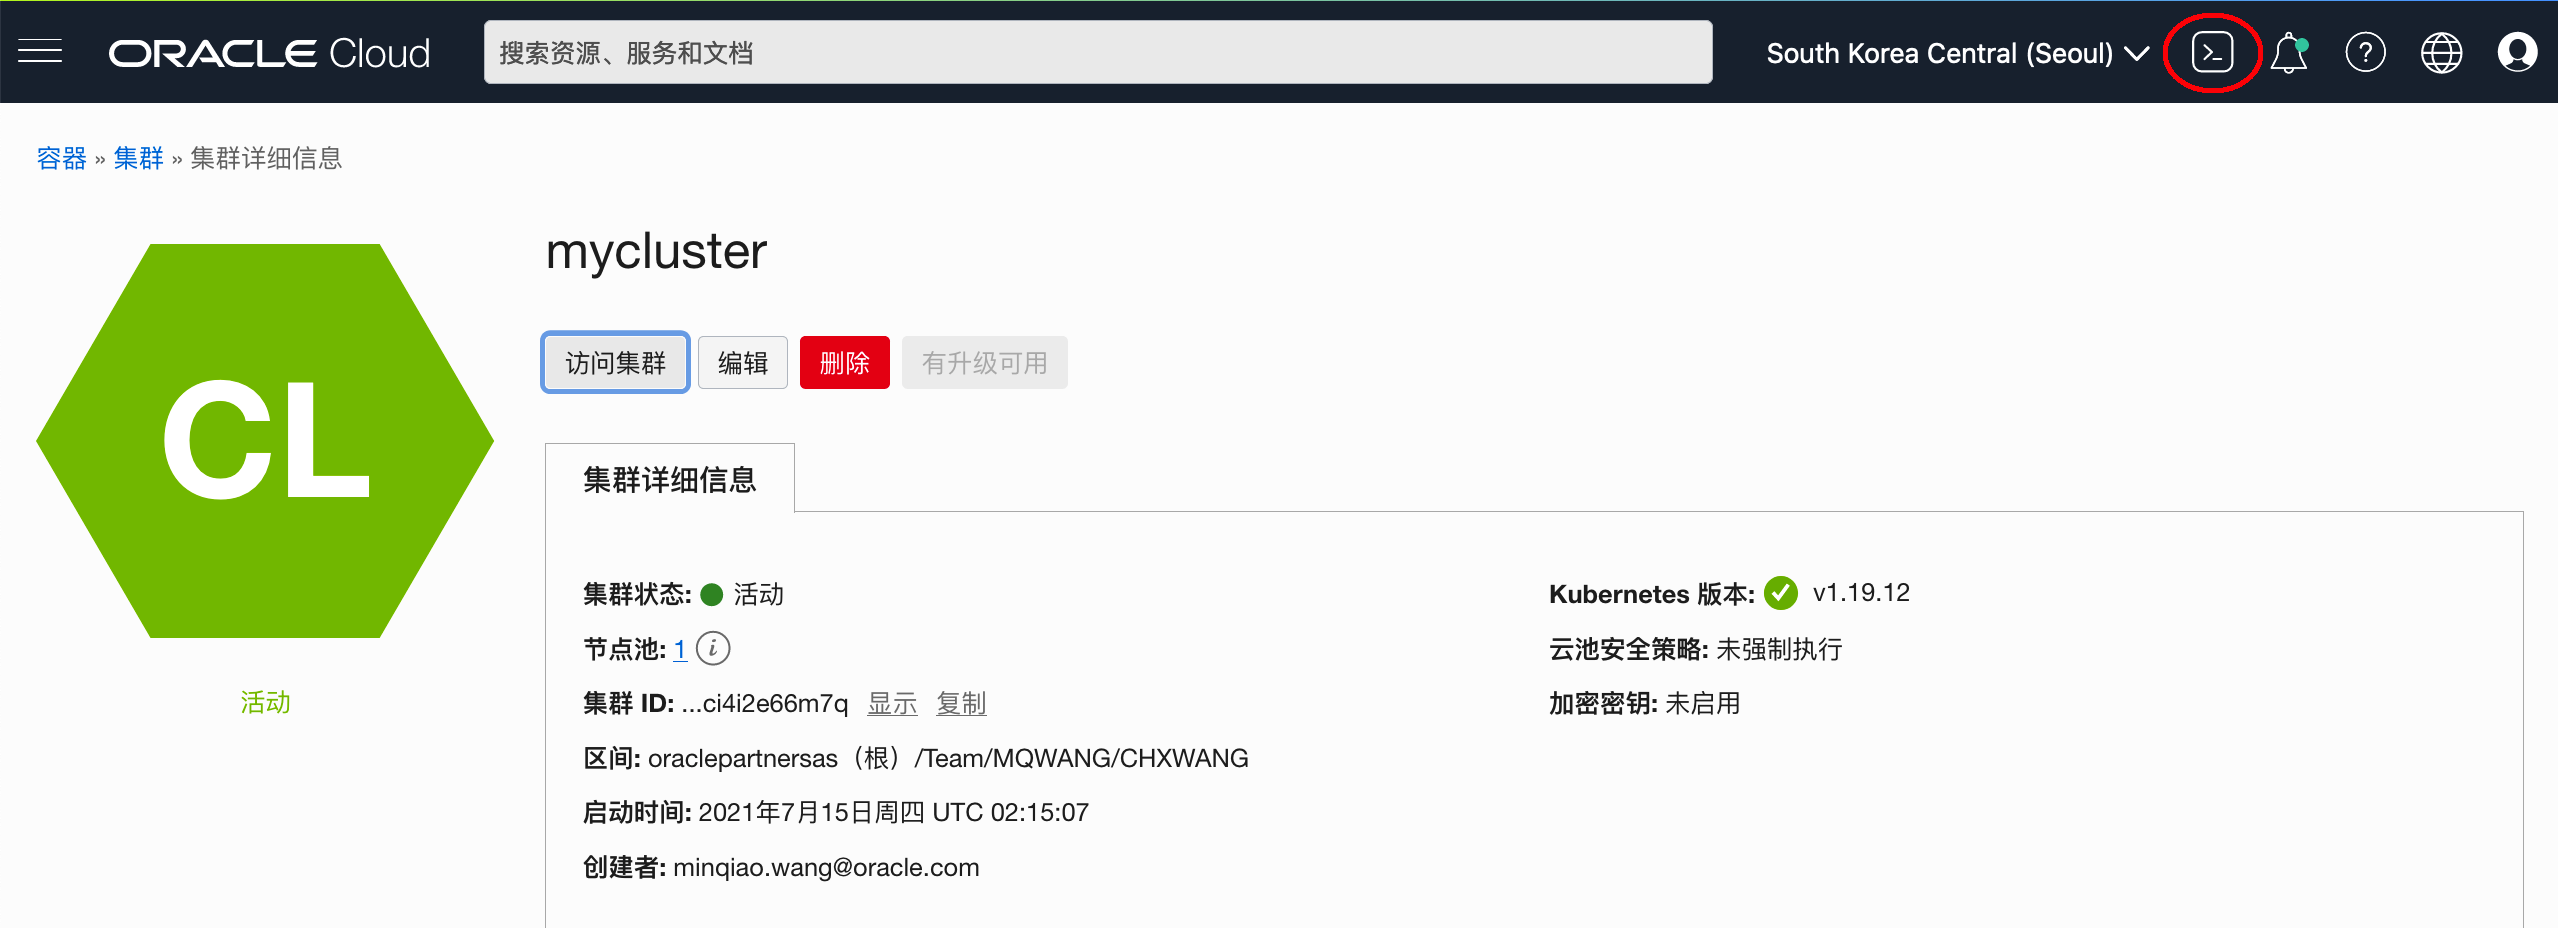 ORACLE Cloud
搜索资源、服务和文档
South Korea Central (Seoul)
容器 » 集群 » 集群详细信息
CL
活动
mycluster
访问集群 编辑 删除 有升级可用
集群详细信息
集群状态: 活动
节点池: 1 i
集群 ID: ...ci4i2e66m7q 显示 复制
区间: oraclepartnersas（根）/Team/MQWANG/CHXWANG
启动时间: 2021年7月15日周四 UTC 02:15:07
创建者: minqiao.wang@oracle.com
Kubernetes 版本: v1.19.12
云池安全策略: 未强制执行
加密密钥: 未启用